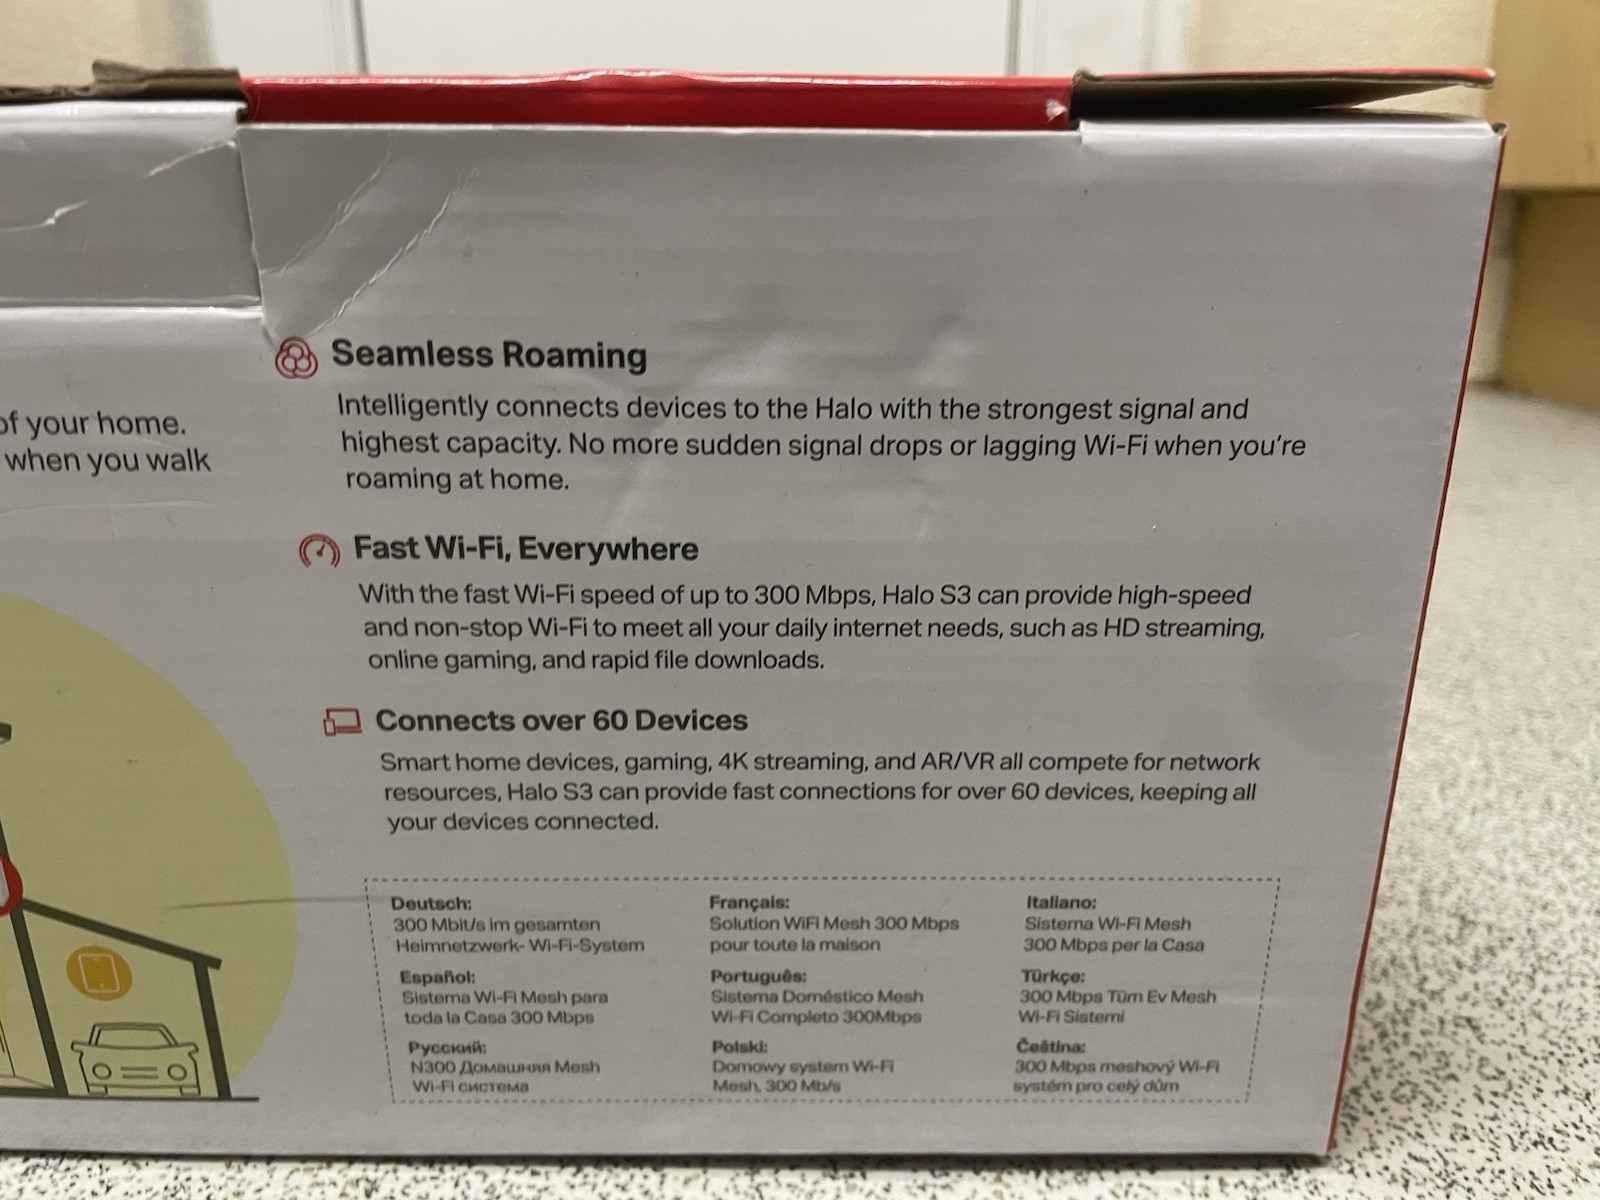 of your home.
when you walk
Seamless Roaming
Intelligently connects devices to the Halo with the strongest signal and
highest capacity. No more sudden signal drops or lagging Wi-Fi when you're
roaming at home.
Fast Wi-Fi, Everywhere
With the fast Wi-Fi speed of up to 300 Mbps, Halo S3 can provide high-speed
and non-stop Wi-Fi to meet all your daily internet needs, such as HD streaming,
online gaming, and rapid file downloads.
Connects over 60 Devices
Smart home devices, gaming, 4K streaming, and AR/VR all compete for network
resources, Halo S3 can provide fast connections for over 60 devices, keeping all
your devices connected.
Deutsch:
300 Mbit/s im gesamten
Heimnetzwerk- Wi-Fi-System
Français:
Solution WiFi Mesh 300 Mbps
pour toute la maison
Italiano:
Sistema Wi-Fi Mesh
300 Mbps per la Casa
Español:
Sistema Wi-Fi Mesh para
toda la Casa 300 Mbps
Português:
Sistema Doméstico Mesh
Wi-Fi Completo 300Mbps
Türkçe:
300 Mbps Tüm Ev Mesh
Wi-Fi Sistemi
Русский:
N300 Домашняя Mesh
Wi-Fi система
Polski:
Domowy system Wi-Fi
Mesh, 300 Mb/s
Čeština:
300 Mbps meshový Wi-Fi
systém pro celý dům